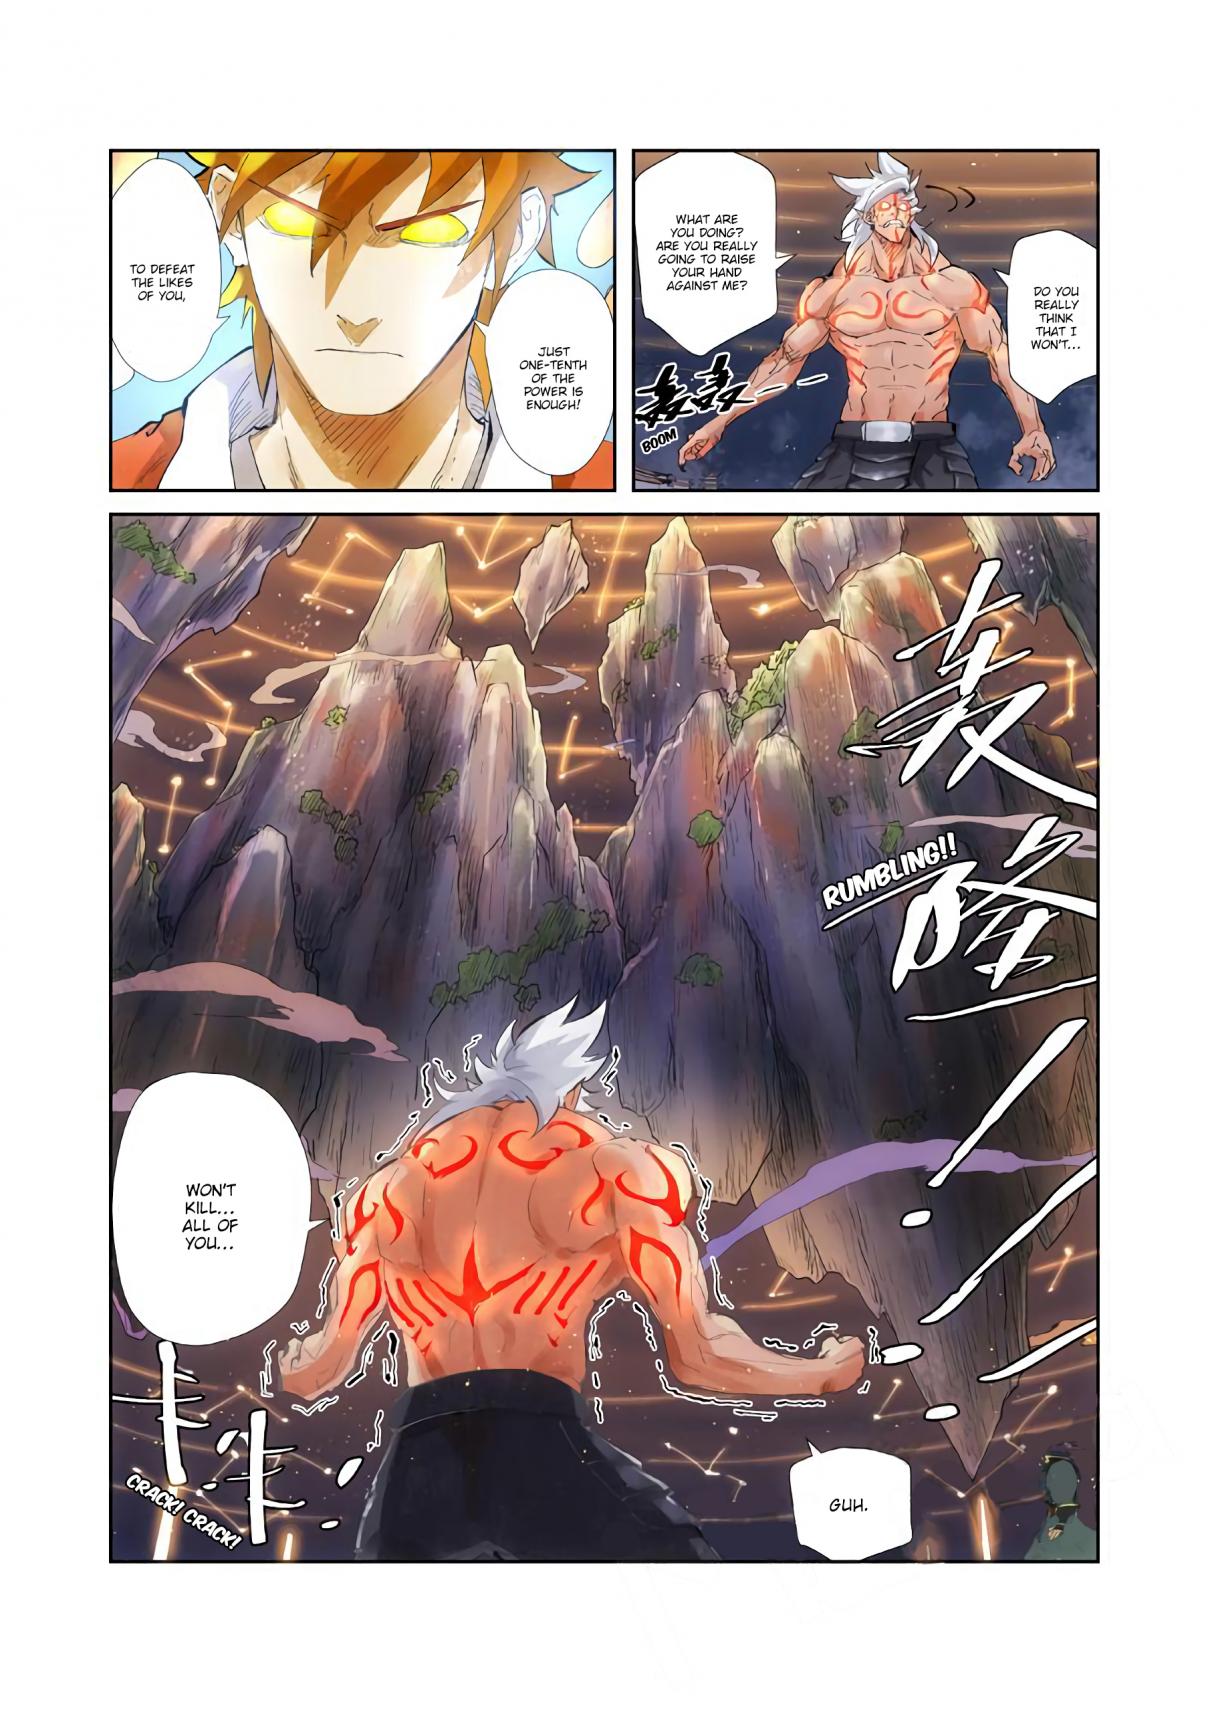 TO DEFEAT
THE LIKES
OF YOU,
JUST
ONE-TENTH
OF THE
POWER IS
ENOUGH!
WHAT ARE
YOU DOING?
ARE YOU REALLY
GOING TO RAISE
YOUR HAND
AGAINST ME?
DO YOU
REALLY
THINK
THAT I
WON'T...
轰轰
BOOM
轰
隆
RUMBLING!!
WON'T
KILL...
ALL OF
YOU...
CRACK! CRACK!
GUH.